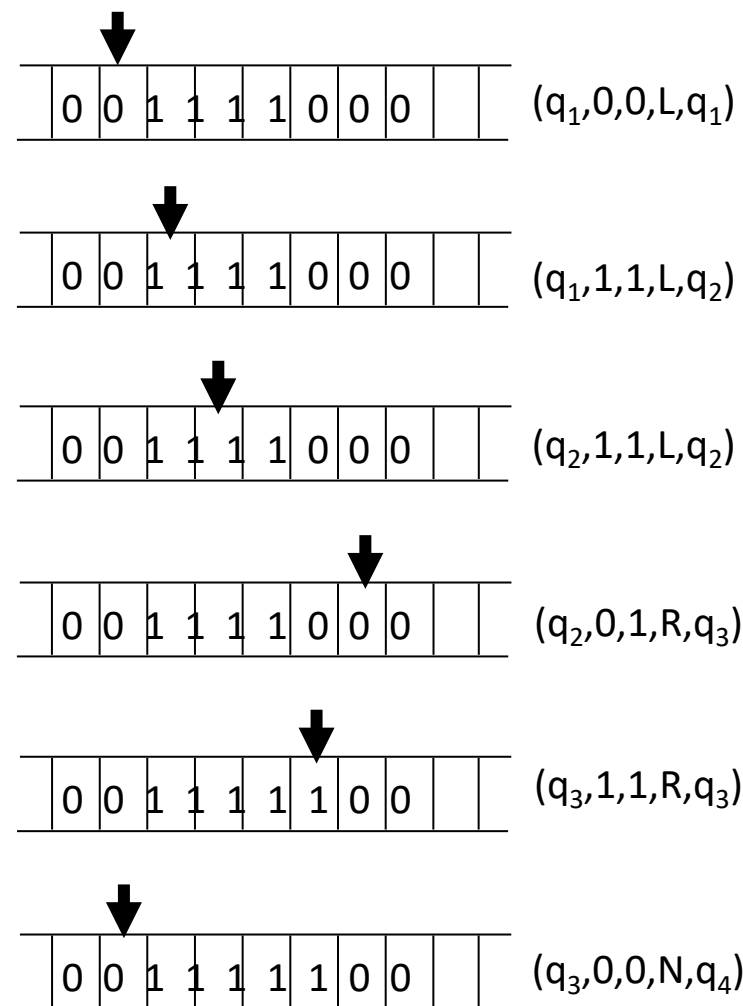 0 0 1 1 1 1 0 0 0 (q₁,0,0,L,q₁)
0 0 1 1 1 1 0 0 0 (q₁,1,1,L,q₂)
0 0 1 1 1 1 0 0 0 (q₂,1,1,L,q₂)
0 0 1 1 1 1 0 0 0 (q₂,0,1,R,q₃)
0 0 1 1 1 1 1 0 0 (q₃,1,1,R,q₃)
0 0 1 1 1 1 1 0 0 (q₃,0,0,N,q₄)